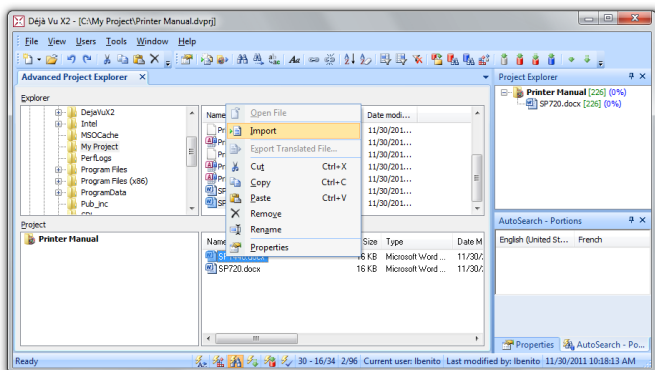 Déjà Vu X2 - [C:\My Project\Printer Manual.dvprj]
File View Users Tools Window Help
Advanced Project Explorer
Explorer
DejaVuX2
Intel
MSOCache
My Project
PerfLogs
Program Files
Program Files (x86)
ProgramData
Pub_inc
Name Date modi...
11/30/201...
11/30/201...
11/30/201...
11/30/201...
11/30/201...
11/30/201...
Open File
Import
Export Translated File...
Cut Ctrl+X
Copy Ctrl+C
Paste Ctrl+V
Remove
Rename
Properties
Project
Printer Manual
Name Size Type Date M
SP1440.docx 16 KB Microsoft Word ... 11/30/
SP720.docx 16 KB Microsoft Word ... 11/30/
Project Explorer
Printer Manual [226] (0%)
SP720.docx [226] (0%)
AutoSearch - Portions
English (United St... French
Properties AutoSearch - Po...
Ready 30 - 16/34 2/96 Current user: lbenito Last modified by: lbenito 11/30/2011 10:18:13 AM